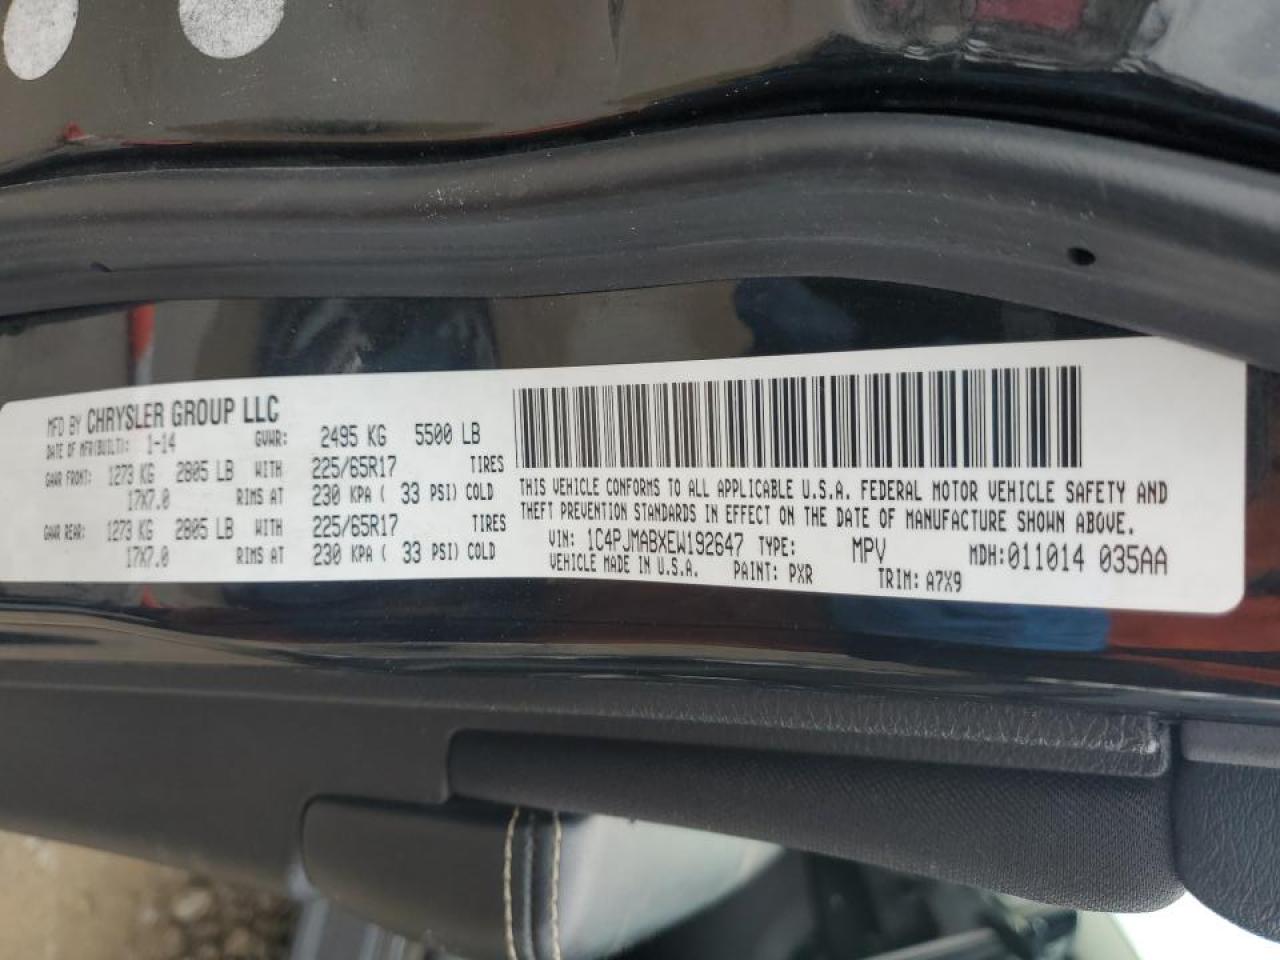 MFD BY CHRYSLER GROUP LLC
DATE OF MFR(BUILT): 1-14 GVWR: 2495 KG 5500 LB
GAWR FRONT: 1273 KG 2805 LB WITH 225/65R17 TIRES
17X7.0 RIMS AT 230 KPA ( 33 PSI) COLD
GAWR REAR: 1273 KG 2805 LB WITH 225/65R17 TIRES
17X7.0 RIMS AT 230 KPA ( 33 PSI) COLD
THIS VEHICLE CONFORMS TO ALL APPLICABLE U.S.A. FEDERAL MOTOR VEHICLE SAFETY AND
THEFT PREVENTION STANDARDS IN EFFECT ON THE DATE OF MANUFACTURE SHOWN ABOVE.
VIN: 1C4PJMABXEW192647 TYPE: MPV MDH:011014 035AA
VEHICLE MADE IN U.S.A. PAINT: PXR TRIM: A7X9